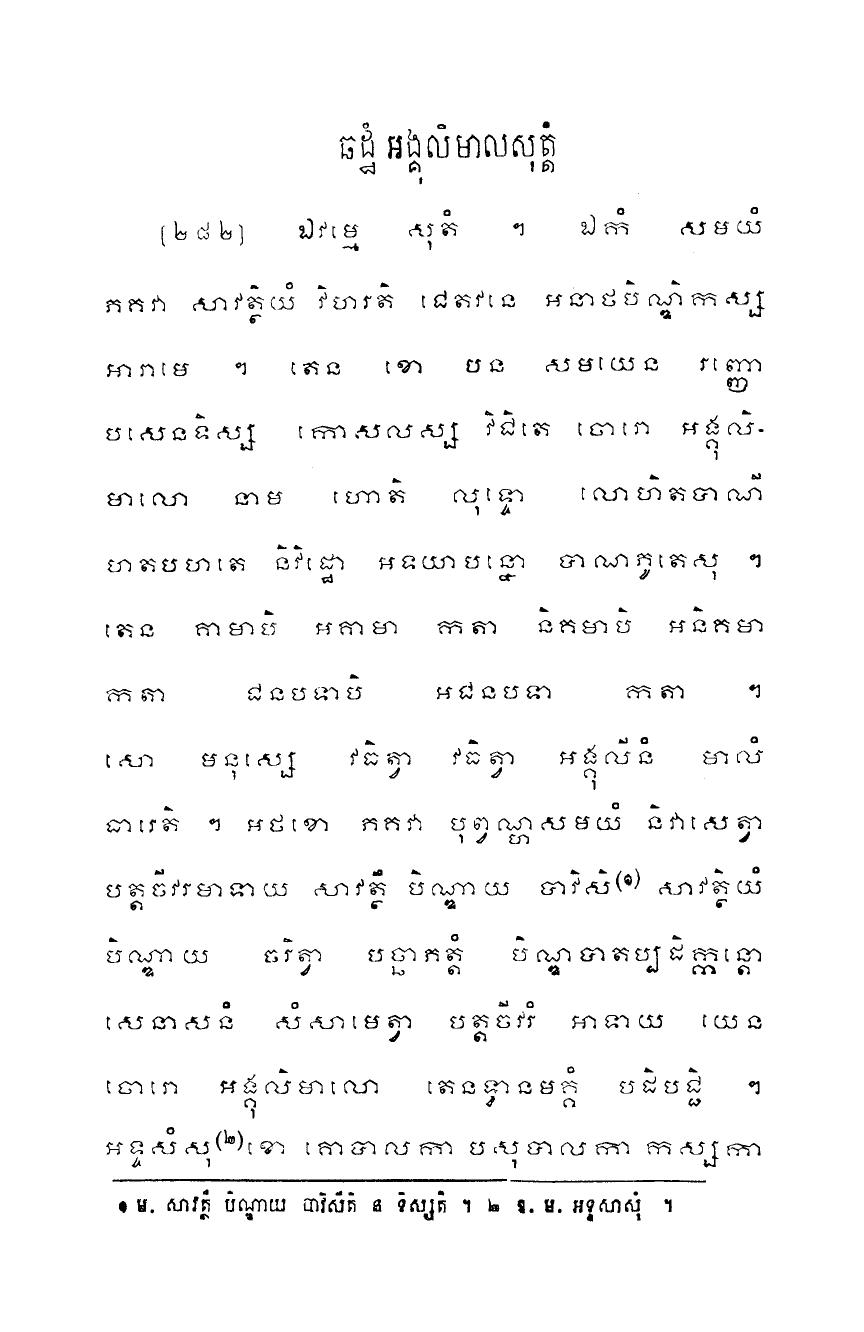 ឆដ្ឋំ អង្គុលិមាលសុត្តំ
[២៨២] ឯវម្មេ សុតំ ។ ឯកំ សមយំ
ភគវា សាវត្ថិយំ វិហរតិ ជេតវនេ អនាថបិណ្ឌិកស្ស
អារាមេ ។ តេន ខោ បន សមយេន រញ្ញោ
បសេនទិស្ស កោសលស្ស វិជិតេ ចោរោ អង្គុលិ-
មាលោ នាម ហោតិ លុទ្ទោ លោហិតបាណី
ហតបហតេ និវិដ្ឋោ អទយាបន្នោ បាណភូតេសុ ។
តេន គាមាបិ អគាមា កតា និគមាបិ អនិគមា
កតា ជនបទាបិ អជនបទា កតា ។
សោ មនុស្សេ វធិត្វា វធិត្វា អង្គុលីនំ មាលំ
ធារេតិ ។ អថខោ ភគវា បុព្វណ្ហសមយំ និវាសេត្វា
បត្តចីវរមាទាយ សាវត្ថឹ បិណ្ឌាយ បាវិសិ(១) សាវត្ថិយំ
បិណ្ឌាយ ចរិត្វា បច្ឆាភត្តំ បិណ្ឌបាតប្បដិក្កន្តោ
សេនាសនំ សំសាមេត្វា បត្តចីវរំ អាទាយ យេន
ចោរោ អង្គុលិមាលោ តេនទ្ធានមគ្គំ បដិបជ្ជិ ។
អទ្ទសំសុ(២)ខោ គោបាលកា បសុបាលកា កស្សកា
១ ម. សាវត្ថឹ បិណ្ឌាយ បាវិសីតិ ន ទិស្សតិ ។ ២ ឱ. ម. អទ្ទសាសុំ ។